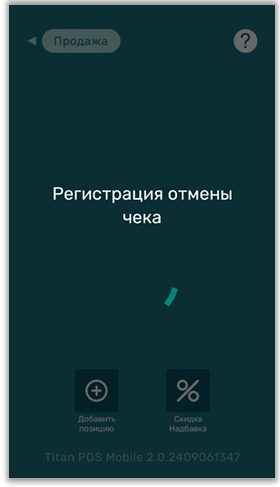 Продажа
?
Регистрация отмены
чека
Добавить
позицию
%
Скидка
Надбавка
Titan POS Mobile 2.0.2409061347